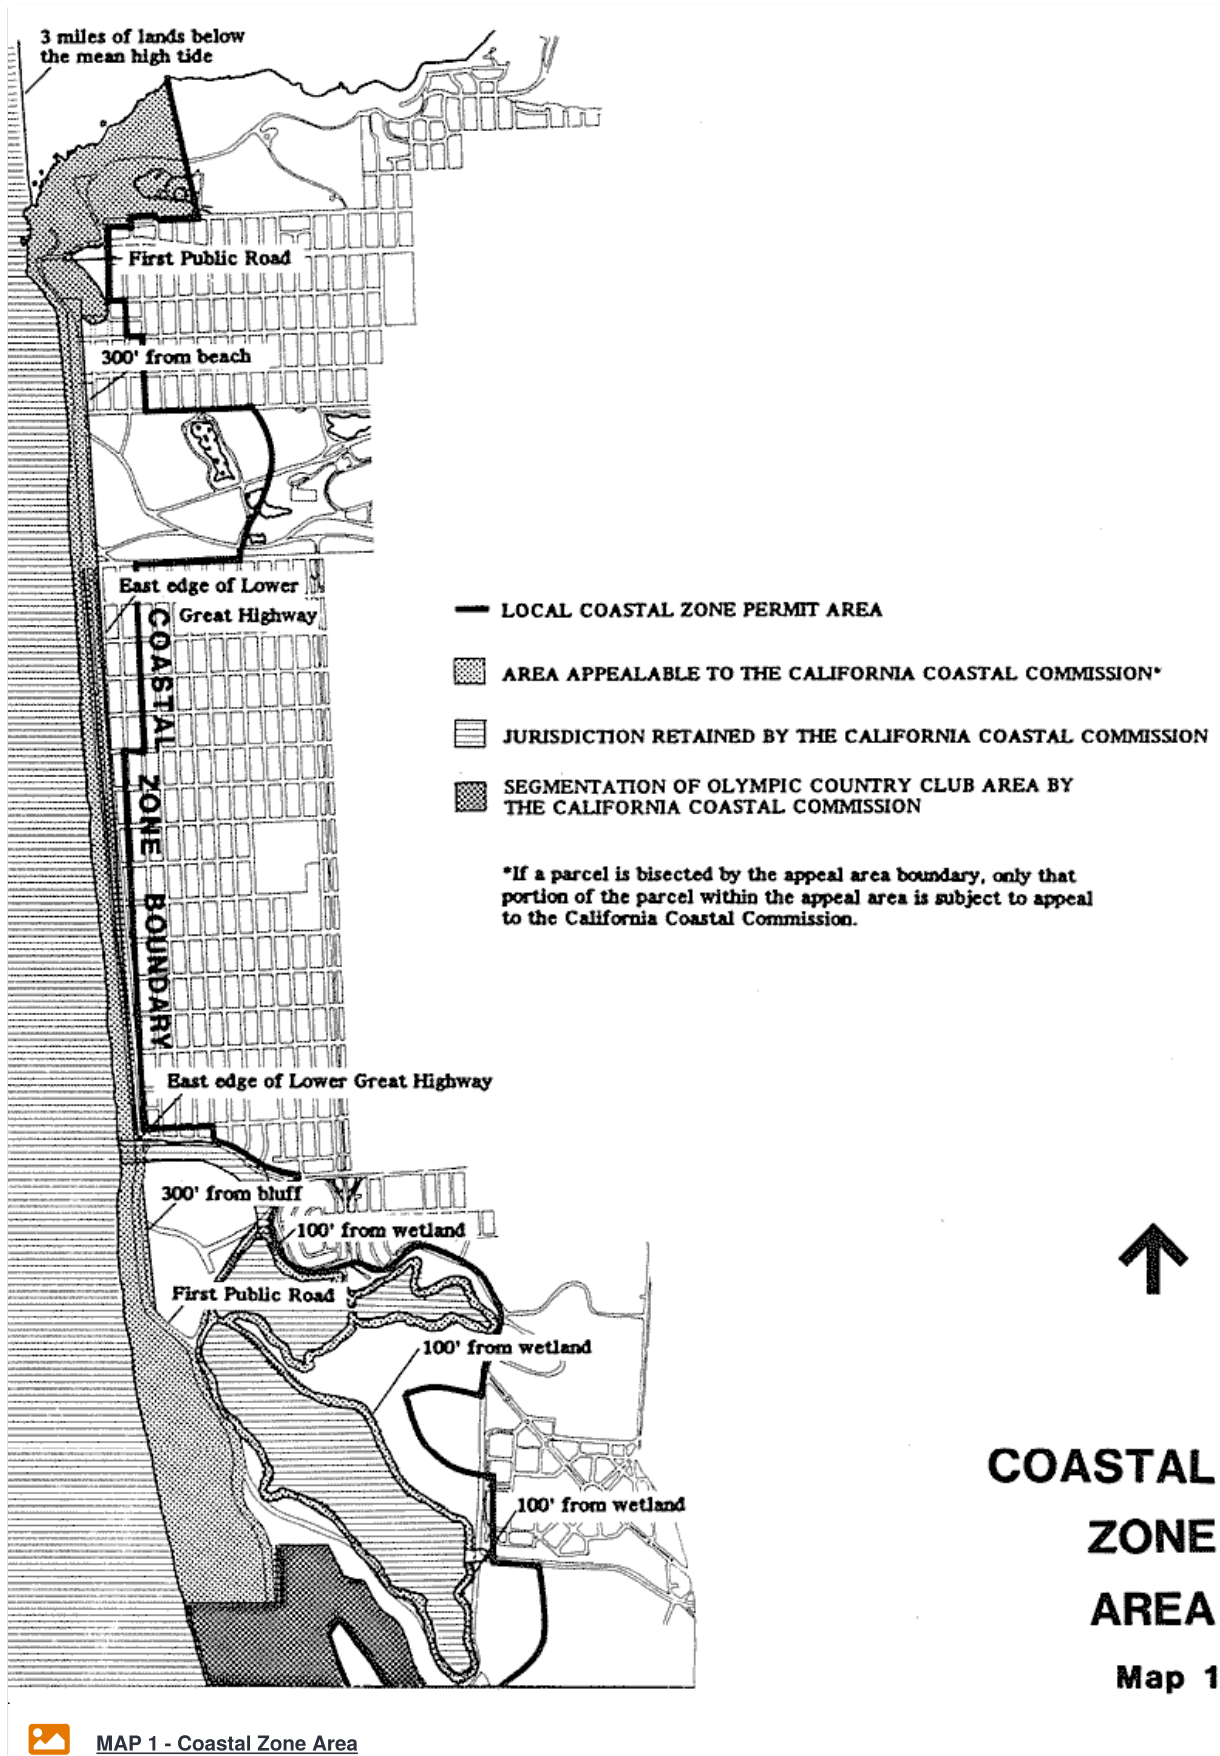 3 miles of lands below
the mean high tide
First Public Road
300' from beach
East edge of Lower
Great Highway
COASTAL ZONE BOUNDARY
LOCAL COASTAL ZONE PERMIT AREA
AREA APPEALABLE TO THE CALIFORNIA COASTAL COMMISSION*
JURISDICTION RETAINED BY THE CALIFORNIA COASTAL COMMISSION
SEGMENTATION OF OLYMPIC COUNTRY CLUB AREA BY
THE CALIFORNIA COASTAL COMMISSION
*If a parcel is bisected by the appeal area boundary, only that
portion of the parcel within the appeal area is subject to appeal
to the California Coastal Commission.
East edge of Lower Great Highway
300' from bluff
100' from wetland
First Public Road
100' from wetland
100' from wetland
COASTAL
ZONE
AREA
Map 1
MAP 1 - Coastal Zone Area